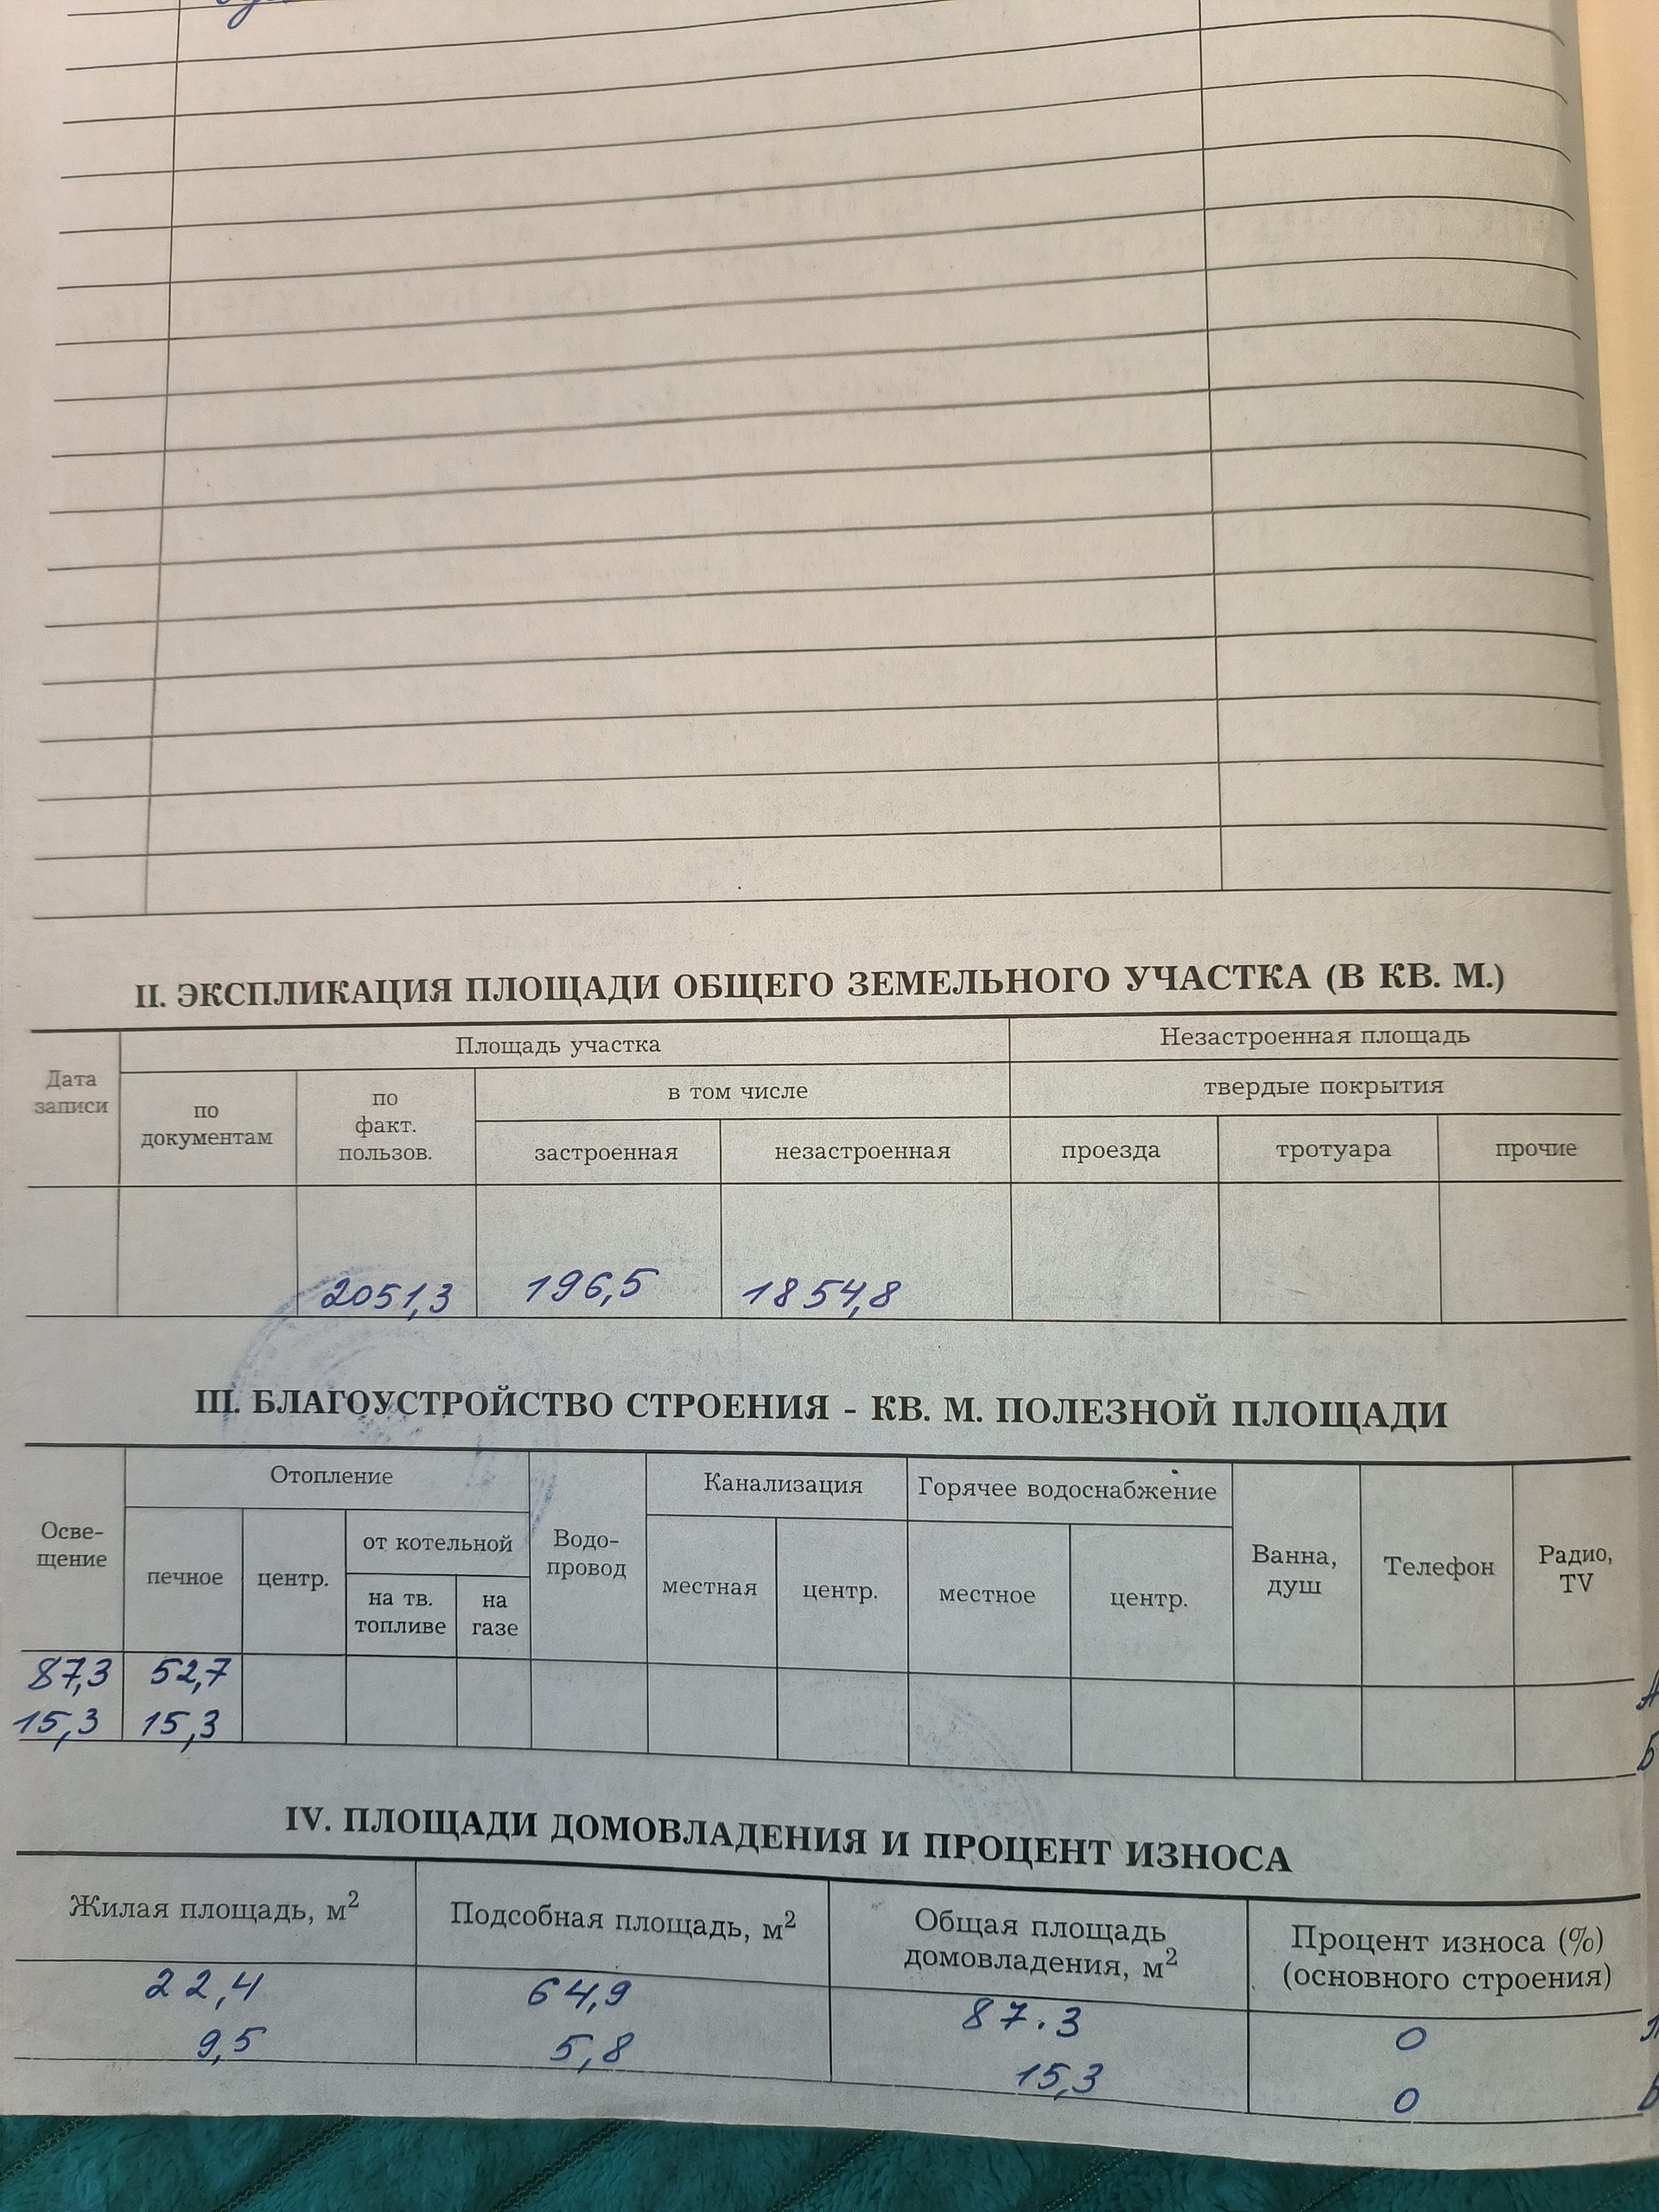 II. ЭКСПЛИКАЦИЯ ПЛОЩАДИ ОБЩЕГО ЗЕМЕЛЬНОГО УЧАСТКА (В КВ. М.)
Дата записи
Площадь участка
Незастроенная площадь
по документам
по факт. пользов.
в том числе
твердые покрытия
застроенная
незастроенная
проезда
тротуара
прочие
2051,3 196,5 1854,8
III. БЛАГОУСТРОЙСТВО СТРОЕНИЯ - КВ. М. ПОЛЕЗНОЙ ПЛОЩАДИ
Осве-
щение
Отопление
печное
центр.
от котельной
на тв.
топливе
на
газе
Водо-
провод
Канализация
местная
центр.
Горячее водоснабжение
местное
центр.
Ванна,
душ
Телефон
Радио,
TV
87,3 52,7
15,3 15,3
Б
IV. ПЛОЩАДИ ДОМОВЛАДЕНИЯ И ПРОЦЕНТ ИЗНОСА
Жилая площадь, м²
Подсобная площадь, м²
Общая площадь
домовладения, м²
Процент износа (%)
(основного строения)
22,4 64,9 87.3 0
9,5 5,8 15,3 0